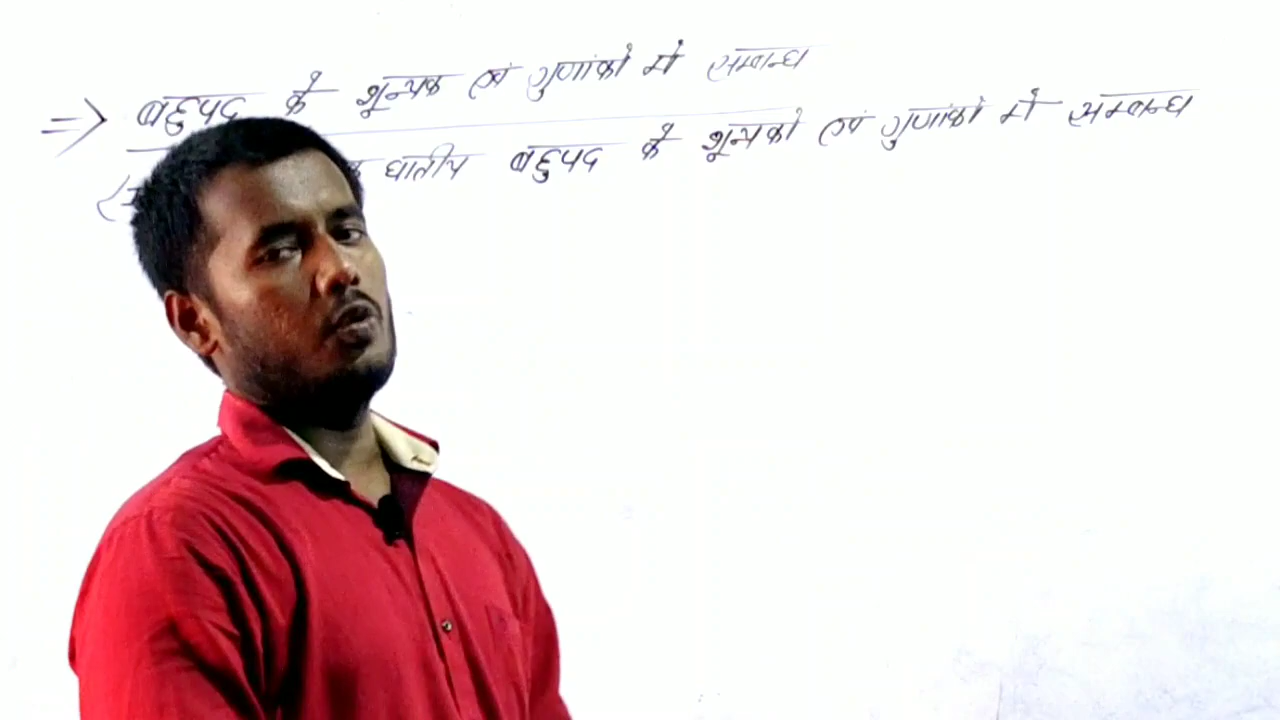 => बहुपद के शून्यक एवं गुणांको मे सम्बन्ध
घातीय बहुपद के शून्यको एवं गुणांको मे सम्बन्ध